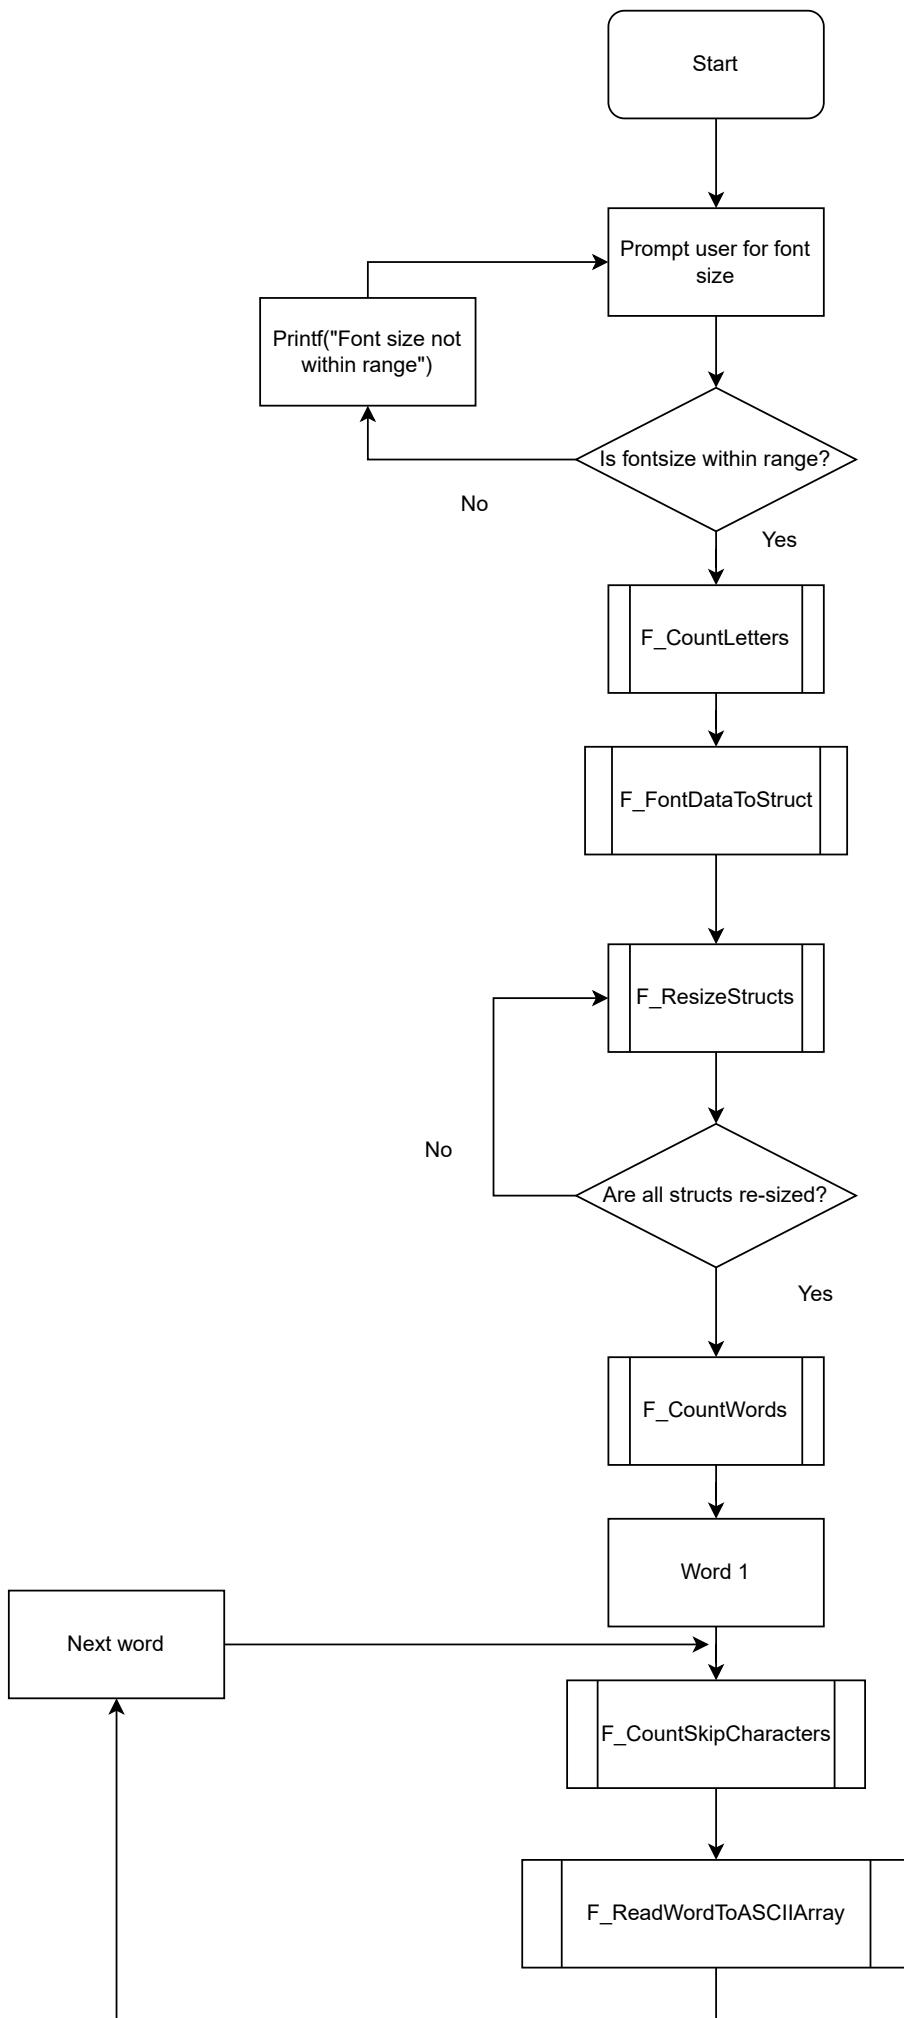 Start
Prompt user for font
size
Printf("Font size not
within range")
Is fontsize within range?
No
Yes
F_CountLetters
F_FontDataToStruct
F_ResizeStructs
No
Are all structs re-sized?
Yes
F_CountWords
Word 1
Next word
F_CountSkipCharacters
F_ReadWordToASCIIArray